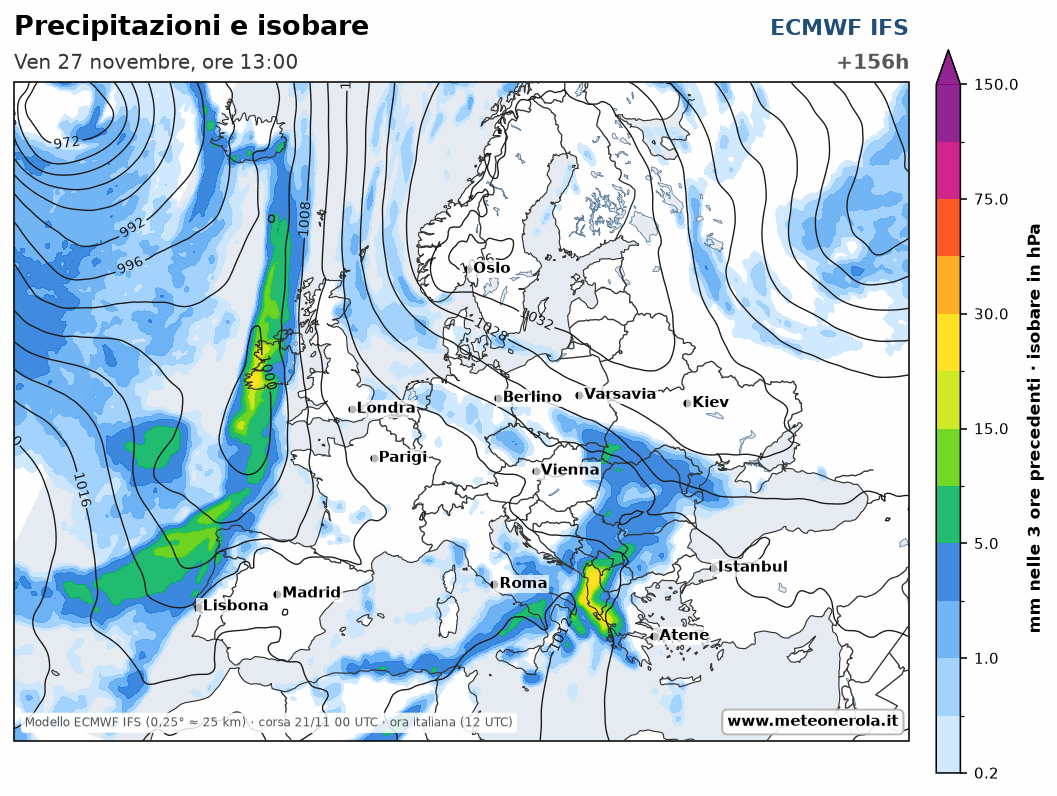 Precipitazioni e isobare
ECMWF IFS
Ven 27 novembre, ore 13:00
+156h
972
992
996
1008
1028
1032
1000
1016
1012
Oslo
Londra
Berlino
Varsavia
Kiev
Parigi
Vienna
Roma
Istanbul
Madrid
Lisbona
Atene
Modello ECMWF IFS (0,25° ≈ 25 km) · corsa 21/11 00 UTC · ora italiana (12 UTC)
www.meteonerola.it
150.0
75.0
30.0
15.0
5.0
1.0
0.2
mm nelle 3 ore precedenti · isobare in hPa